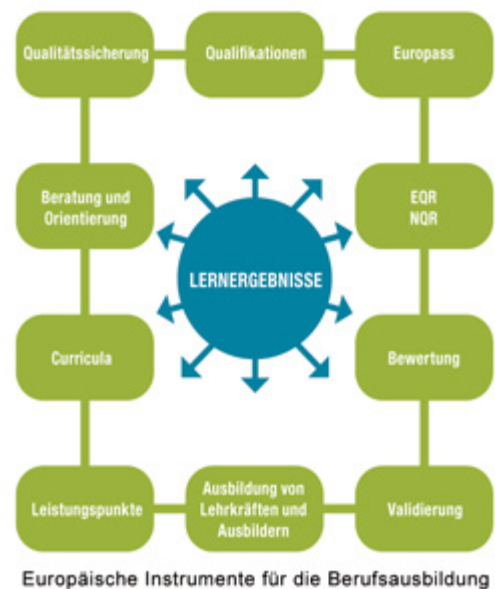 Qualitätssicherung
Qualifikationen
Europass
Beratung und
Orientierung
EQR
NQR
LERNERGEBNISSE
Curricula
Bewertung
Leistungspunkte
Ausbildung von
Lehrkräften und
Ausbildern
Validierung
Europäische Instrumente für die Berufsausbildung